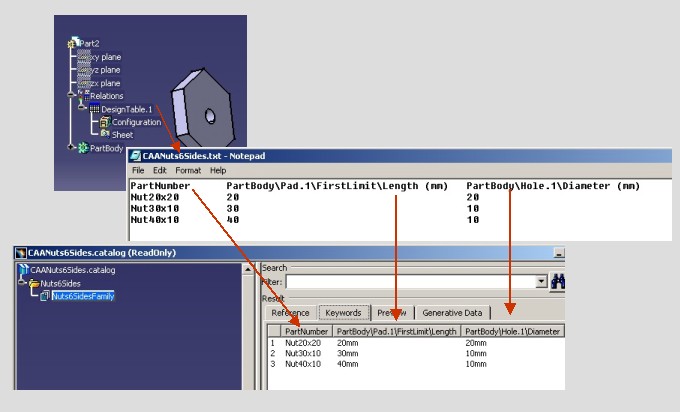 Part2
xy plane
yz plane
zx plane
Relations
DesignTable.1
Configuration
Sheet
PartBody
CAANuts6Sides.txt - Notepad
File Edit Format Help
PartNumber PartBody\Pad.1\FirstLimit\Length (mm) PartBody\Hole.1\Diameter (mm)
Nut20x20 20 20
Nut30x10 30 10
Nut40x10 40 10
CAANuts6Sides.catalog (ReadOnly)
CAANuts6Sides.catalog
Nuts6Sides
Nuts6SidesFamily
Search
Filter:
Result
Reference Keywords Preview Generative Data
PartNumber PartBody\Pad.1\FirstLimit\Length PartBody\Hole.1\Diameter
1 Nut20x20 20mm 20mm
2 Nut30x10 30mm 10mm
3 Nut40x10 40mm 10mm